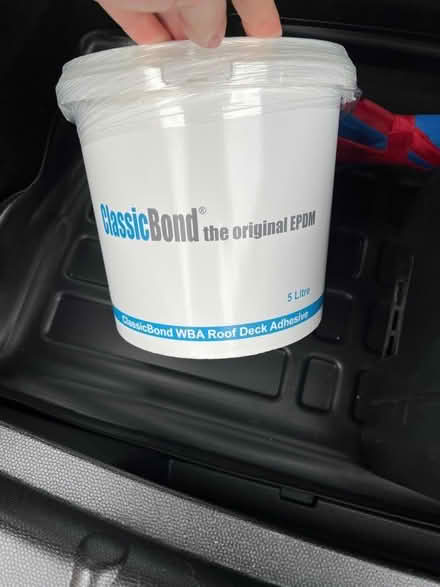 ClassicBond® the original EPDM
5 Litre
ClassicBond WBA Roof Deck Adhesive